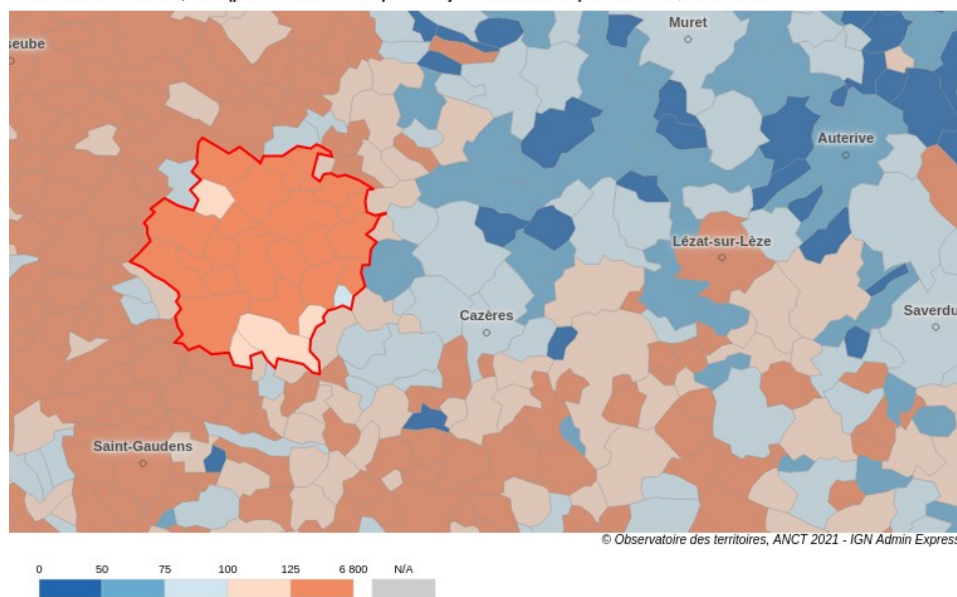 Muret
seube
Auterive
Lézat-sur-Lèze
Cazères
Saverdu
Saint-Gaudens
© Observatoire des territoires, ANCT 2021 - IGN Admin Express
0 50 75 100 125 6 800 N/A